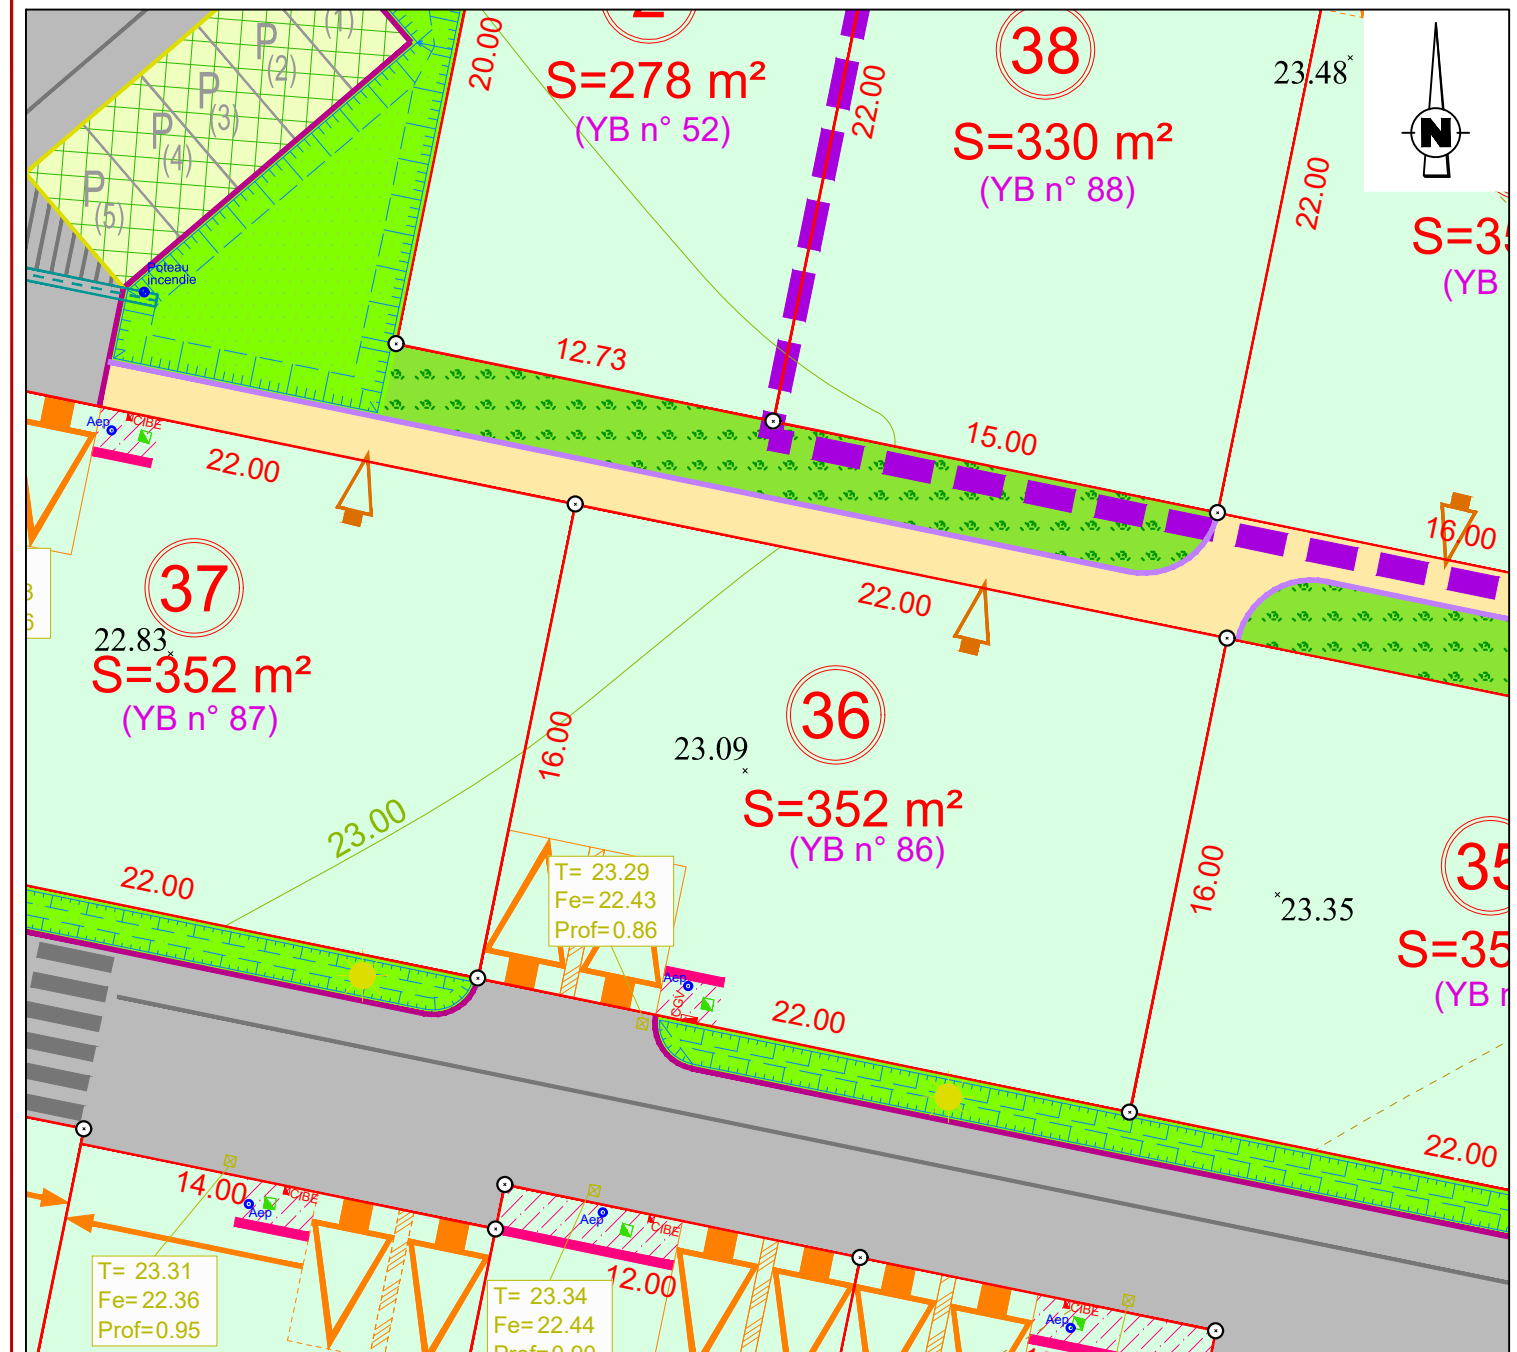 (1)
P
(2)
P
(3)
P
(4)
P
(5)
Poteau
incendie
20.00
S=278 m²
(YB n° 52)
22.00
38
S=330 m²
(YB n° 88)
23.48
22.00
N
S=35
(YB
12.73
15.00
16.00
Aep
CIBE
22.00
22.00
37
22.83
S=352 m²
(YB n° 87)
16.00
36
23.09
S=352 m²
(YB n° 86)
23.00
22.00
T= 23.29
Fe= 22.43
Prof=0.86
16.00
35
23.35
S=35
(YB n
Aep
CGV
22.00
22.00
14.00
CIBE
Aep
Aep
CIBE
12.00
T= 23.31
Fe= 22.36
Prof=0.95
T= 23.34
Fe= 22.44
Prof=0.90
CIBE
Aep